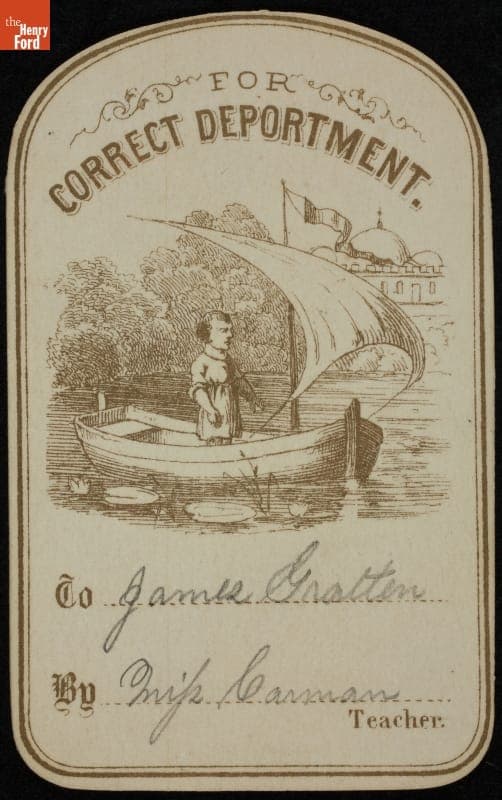 the
Henry
Ford
FOR
CORRECT DEPORTMENT.
To James Gratten
By Miss Carman
Teacher.